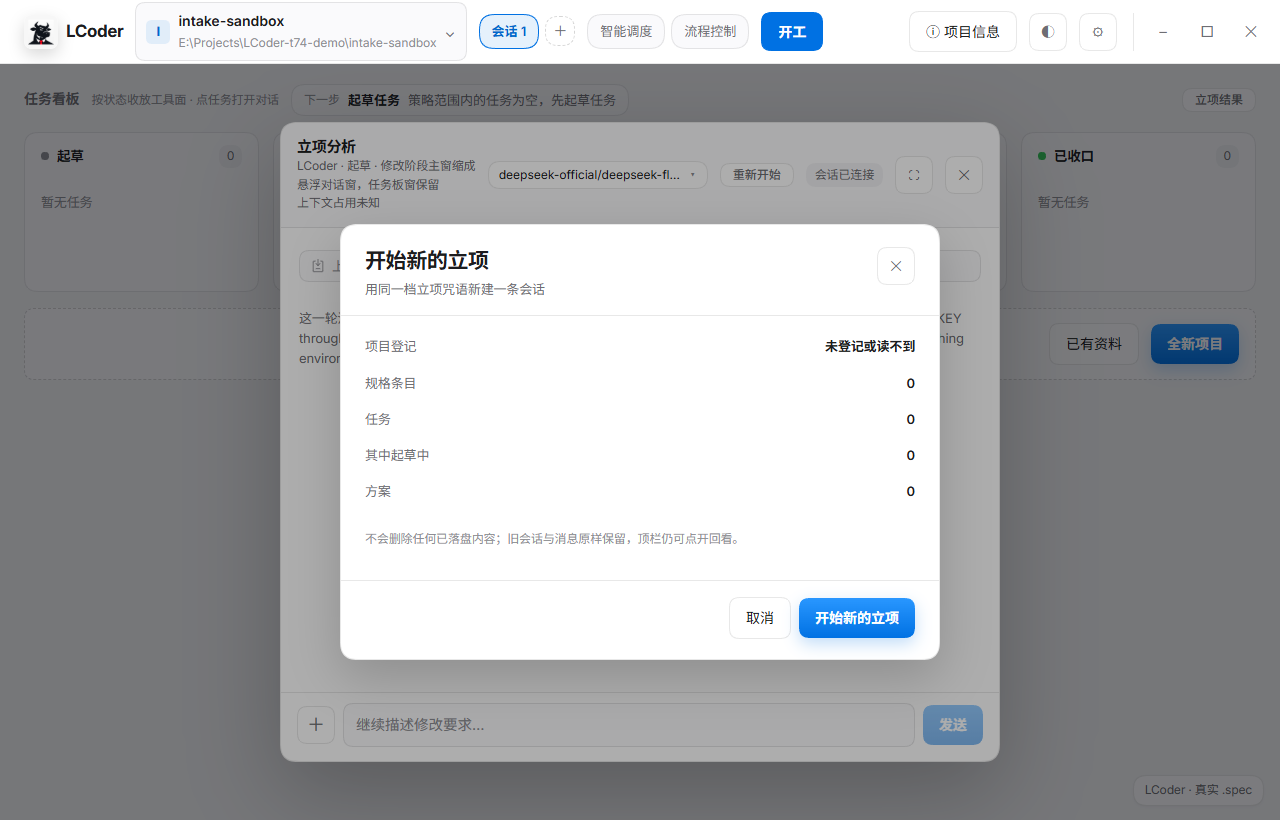 LCoder
I
intake-sandbox
E:\Projects\LCoder-t74-demo\intake-sandbox
会话 1
智能调度
流程控制
开工
项目信息
任务看板
按状态收放工具面 · 点任务打开对话
下一步 起草任务 策略范围内的任务为空，先起草任务
立项结果
起草
0
暂无任务
已收口
0
暂无任务
立项分析
LCoder · 起草 · 修改阶段主窗缩成
悬浮对话窗，任务板窗保留
上下文占用未知
deepseek-official/deepseek-fl...
重新开始
会话已连接
已有资料
全新项目
开始新的立项
用同一档立项咒语新建一条会话
项目登记
未登记或读不到
规格条目
0
任务
0
其中起草中
0
方案
0
不会删除任何已落盘内容；旧会话与消息原样保留，顶栏仍可点开回看。
取消
开始新的立项
继续描述修改要求...
发送
LCoder · 真实 .spec